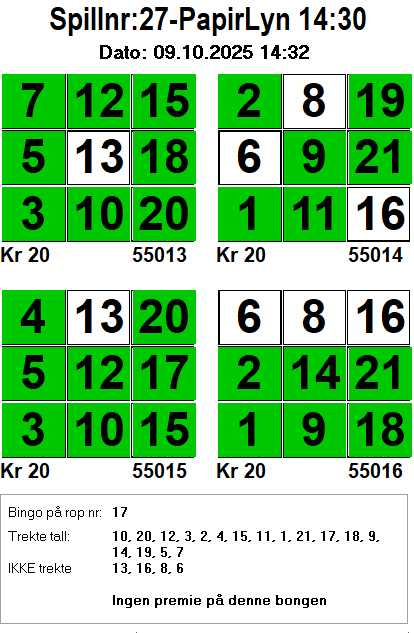 Spillnr:27-PapirLyn 14:30
Dato: 09.10.2025 14:32
7 12 15
5 13 18
3 10 20
Kr 20 55013
2 8 19
6 9 21
1 11 16
Kr 20 55014
4 13 20
5 12 17
3 10 15
Kr 20 55015
6 8 16
2 14 21
1 9 18
Kr 20 55016
Bingo på rop nr: 17
Trekte tall: 10, 20, 12, 3, 2, 4, 15, 11, 1, 21, 17, 18, 9,
14, 19, 5, 7
IKKE trekte 13, 16, 8, 6
Ingen premie på denne bongen